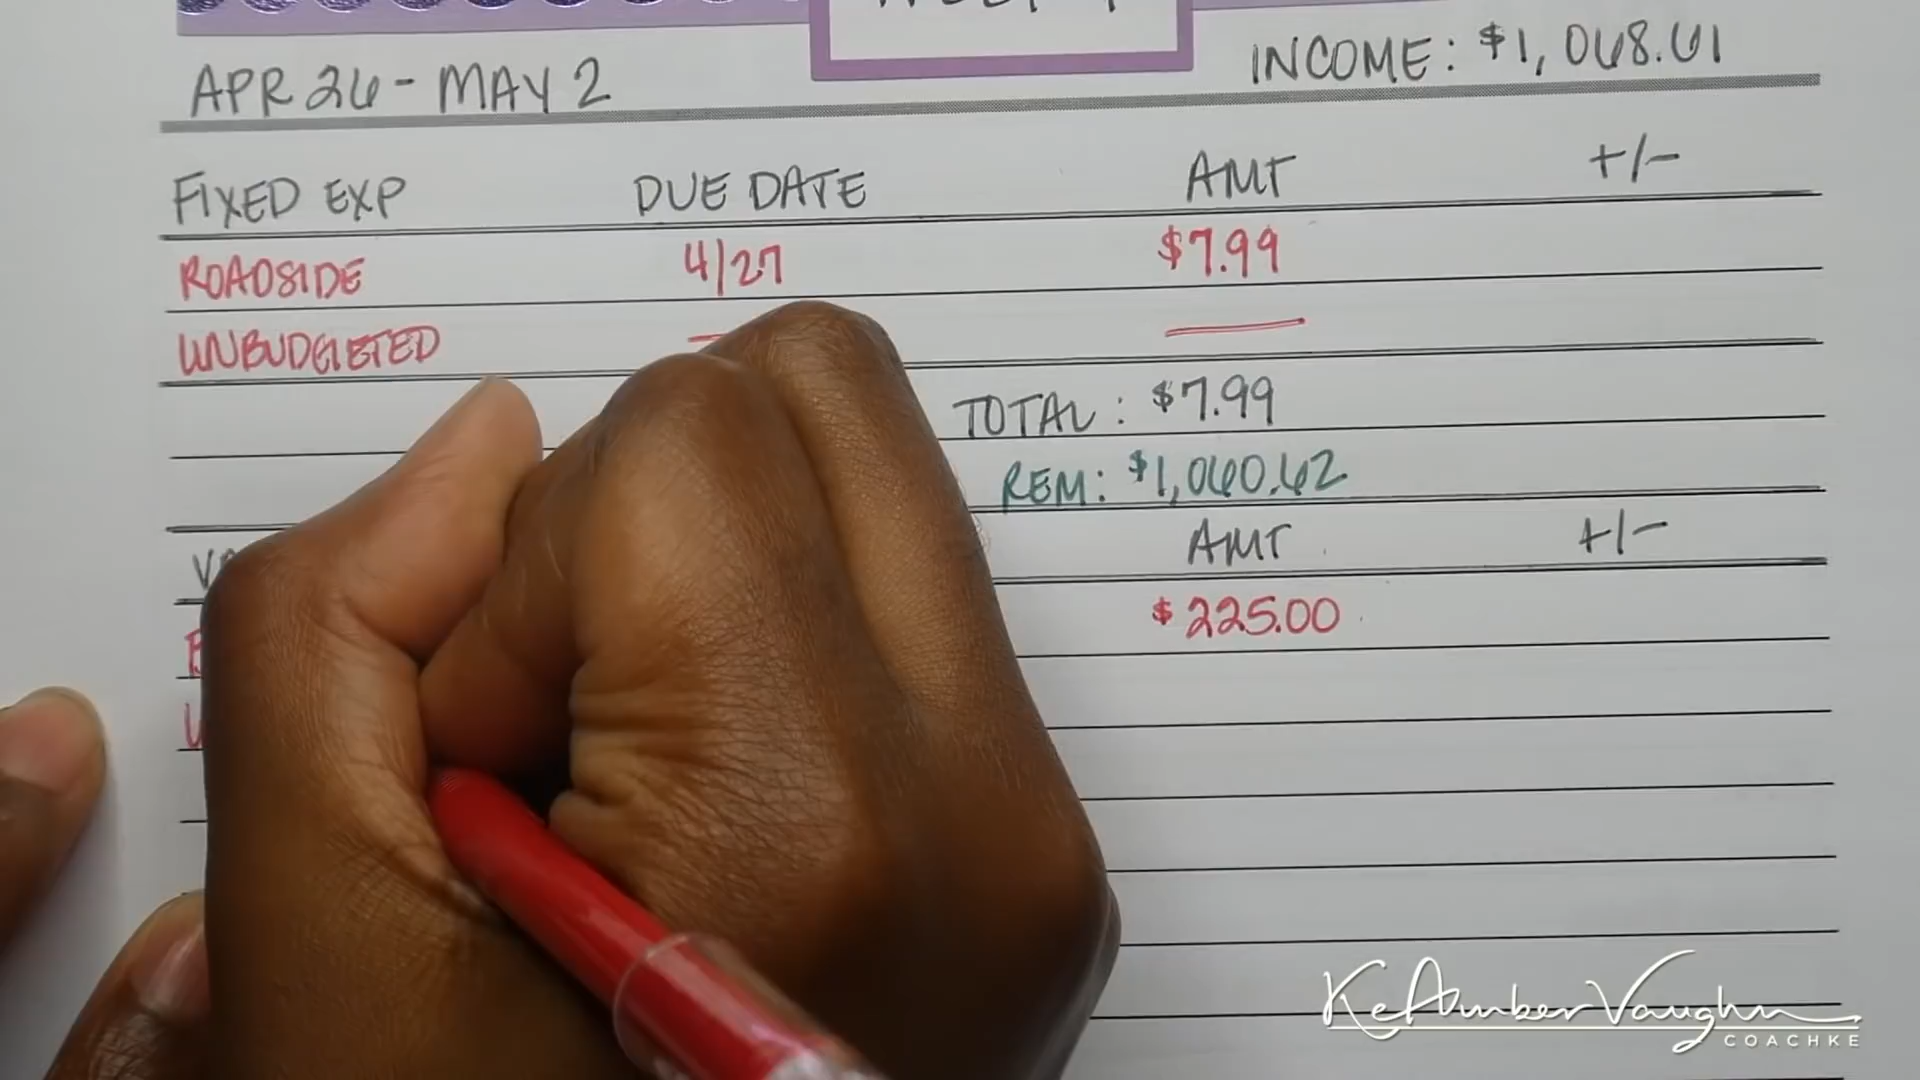 APR 26 - MAY 2
INCOME: $1,068.61
FIXED EXP DUE DATE AMT +/-
ROADSIDE 4/27 $7.99
UNBUDGETED — —
TOTAL: $7.99
REM: $1,060.62
AMT +/-
$225.00
KeAmber Vaughn
COACHKE